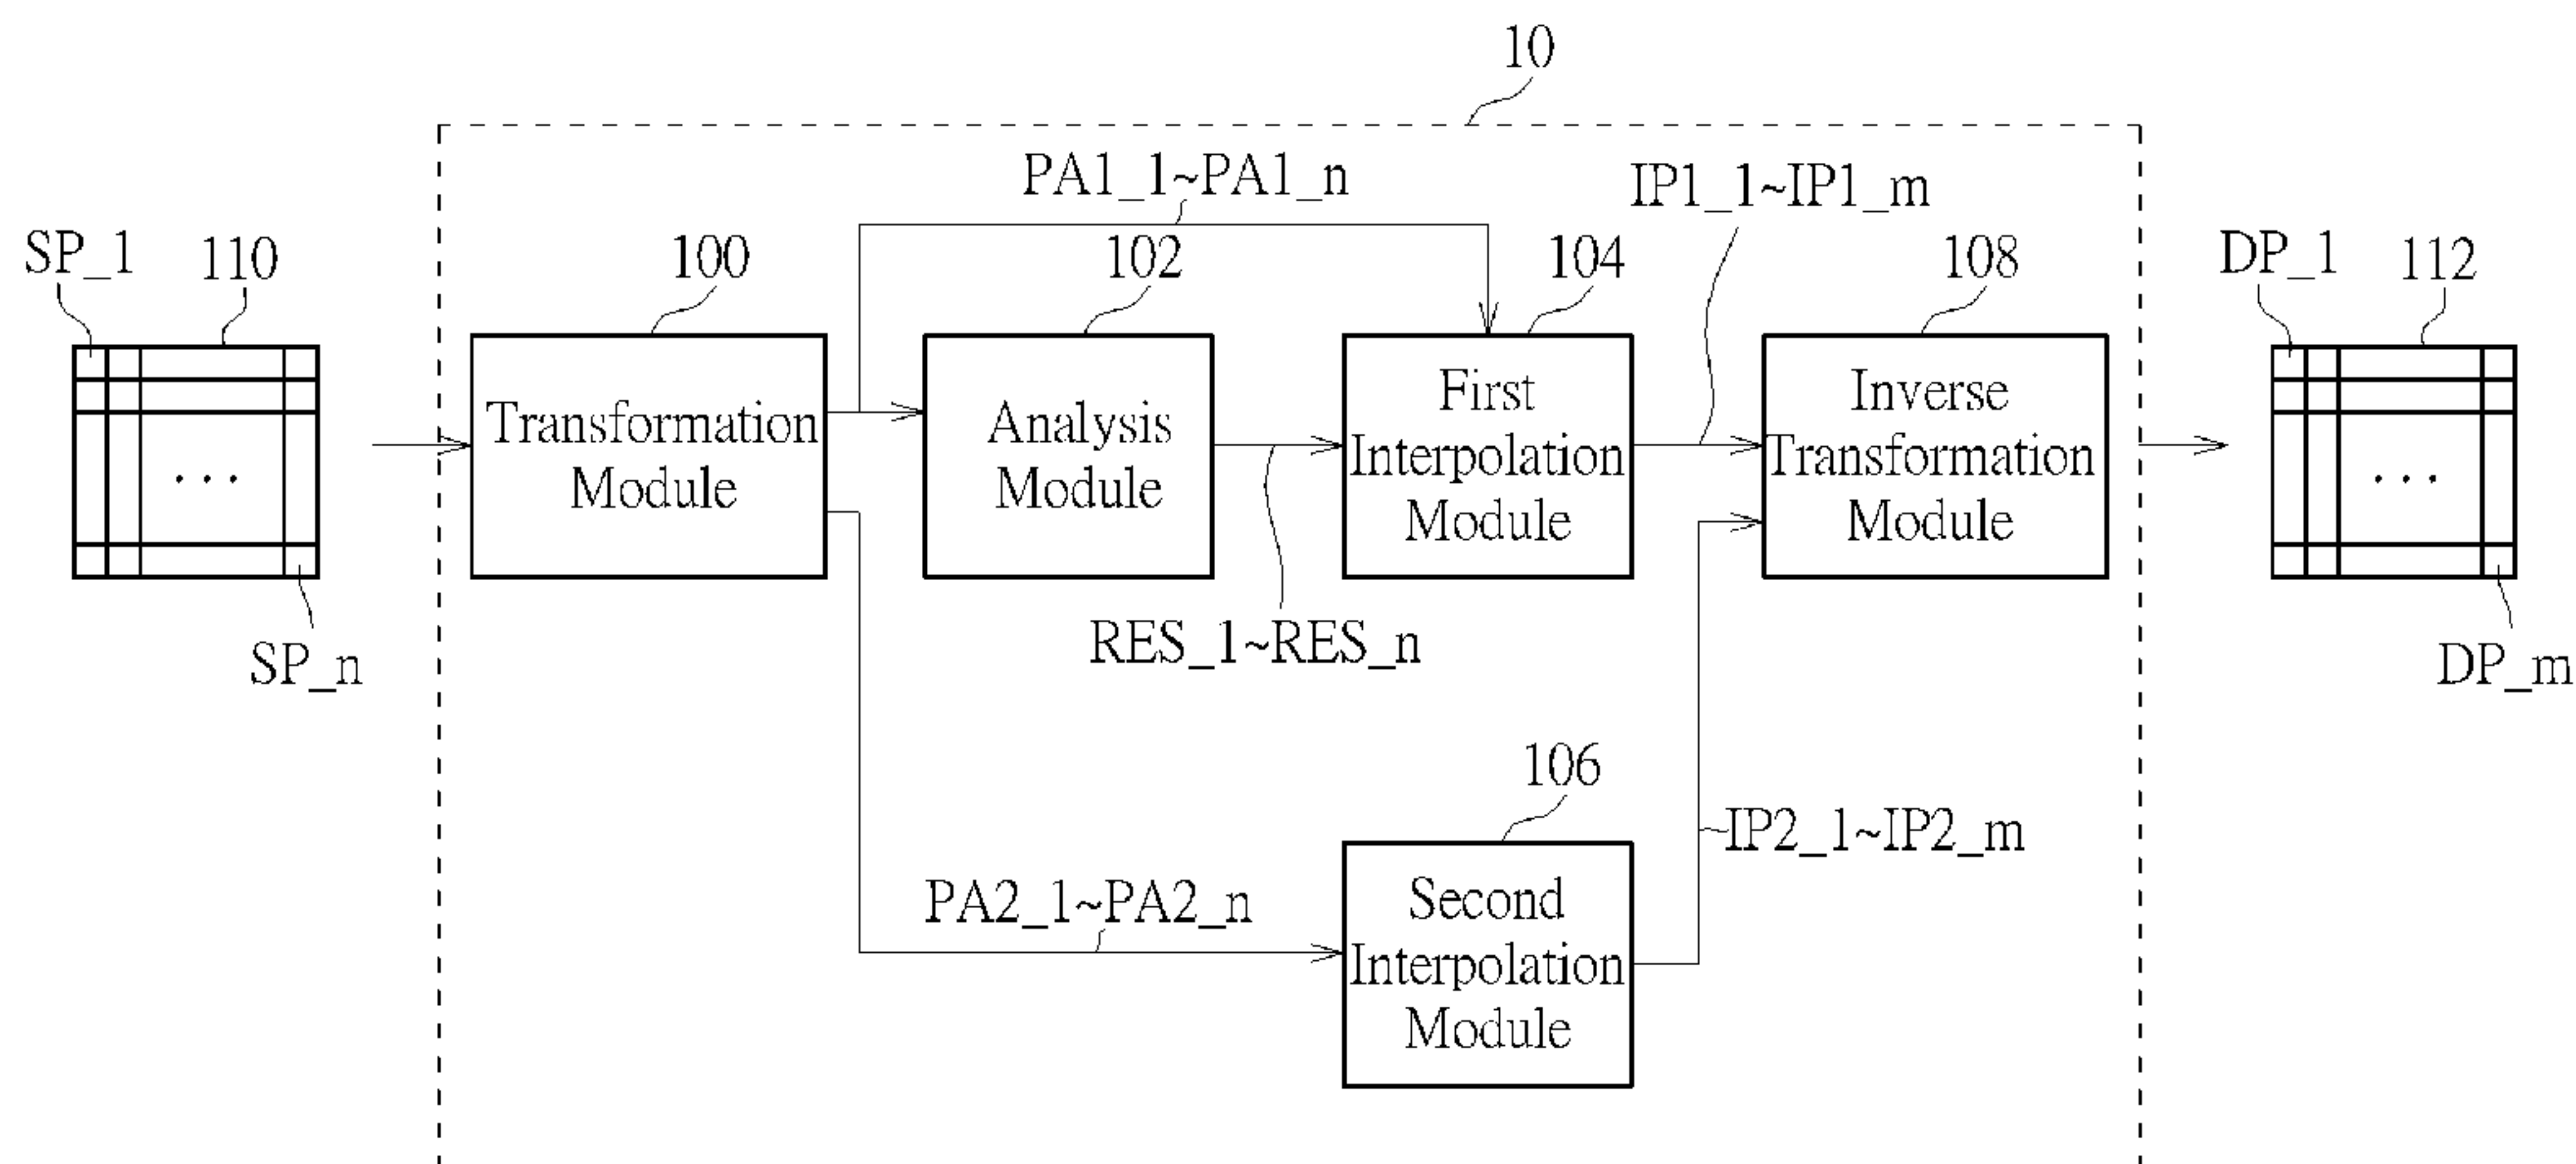 10
PA1_1~PA1_n
IP1_1~IP1_m
SP_1
110
100
102
104
108
DP_1
112
Transformation
Module
Analysis
Module
First
Interpolation
Module
Inverse
Transformation
Module
...
...
SP_n
RES_1~RES_n
DP_m
106
IP2_1~IP2_m
PA2_1~PA2_n
Second
Interpolation
Module